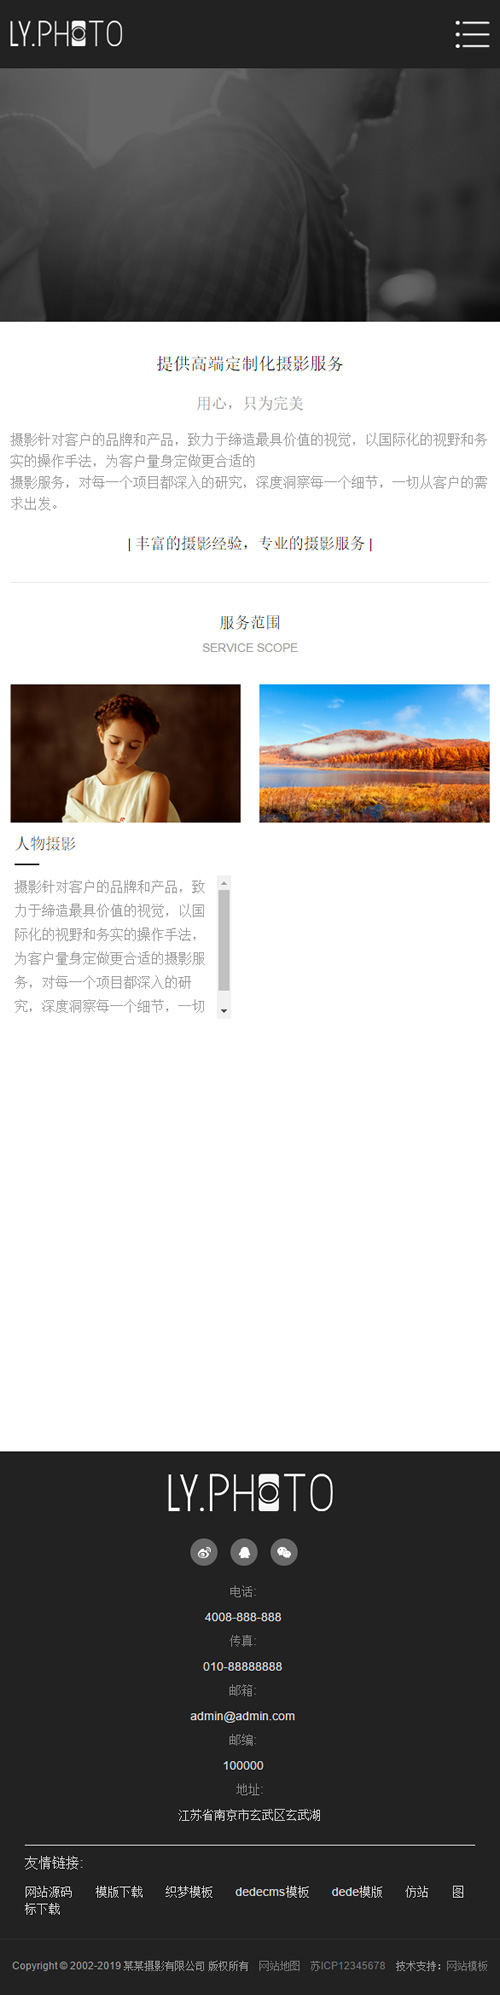 LY.PHOTO
提供高端定制化摄影服务
用心，只为完美
摄影针对客户的品牌和产品，致力于缔造最具价值的视觉，以国际化的视野和务
实的操作手法，为客户量身定做更合适的
摄影服务，对每一个项目都深入的研究，深度洞察每一个细节，一切从客户的需
求出发。
| 丰富的摄影经验，专业的摄影服务 |
服务范围
SERVICE SCOPE
人物摄影
摄影针对客户的品牌和产品，致
力于缔造最具价值的视觉，以国
际化的视野和务实的操作手法，
为客户量身定做更合适的摄影服
务，对每一个项目都深入的研
究，深度洞察每一个细节，一切
LY.PHOTO
电话:
4008-888-888
传真:
010-88888888
邮箱:
admin@admin.com
邮编:
100000
地址:
江苏省南京市玄武区玄武湖
友情链接:
网站源码 模版下载 织梦模板 dedecms模板 dede模版 仿站 图
标下载
Copyright © 2002-2019 某某摄影有限公司 版权所有 网站地图 苏ICP12345678 技术支持：网站模板